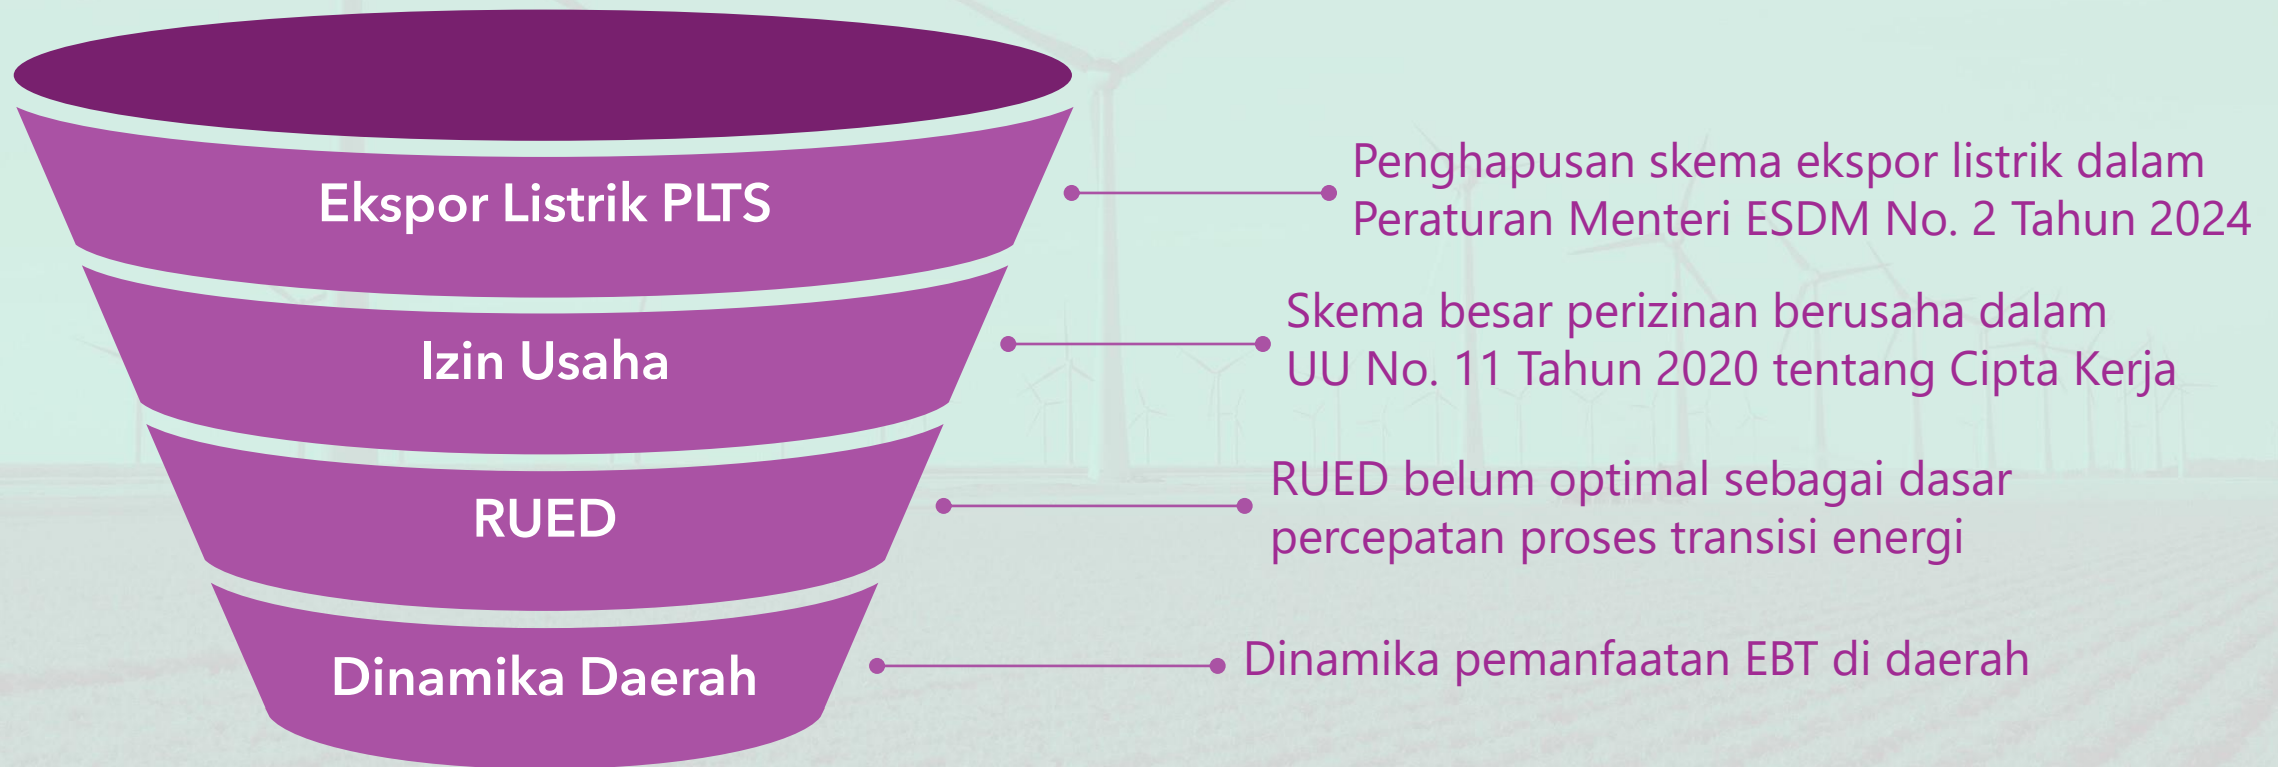 Ekspor Listrik PLTS
Penghapusan skema ekspor listrik dalam
Peraturan Menteri ESDM No. 2 Tahun 2024
Izin Usaha
Skema besar perizinan berusaha dalam
UU No. 11 Tahun 2020 tentang Cipta Kerja
RUED
RUED belum optimal sebagai dasar
percepatan proses transisi energi
Dinamika Daerah
Dinamika pemanfaatan EBT di daerah